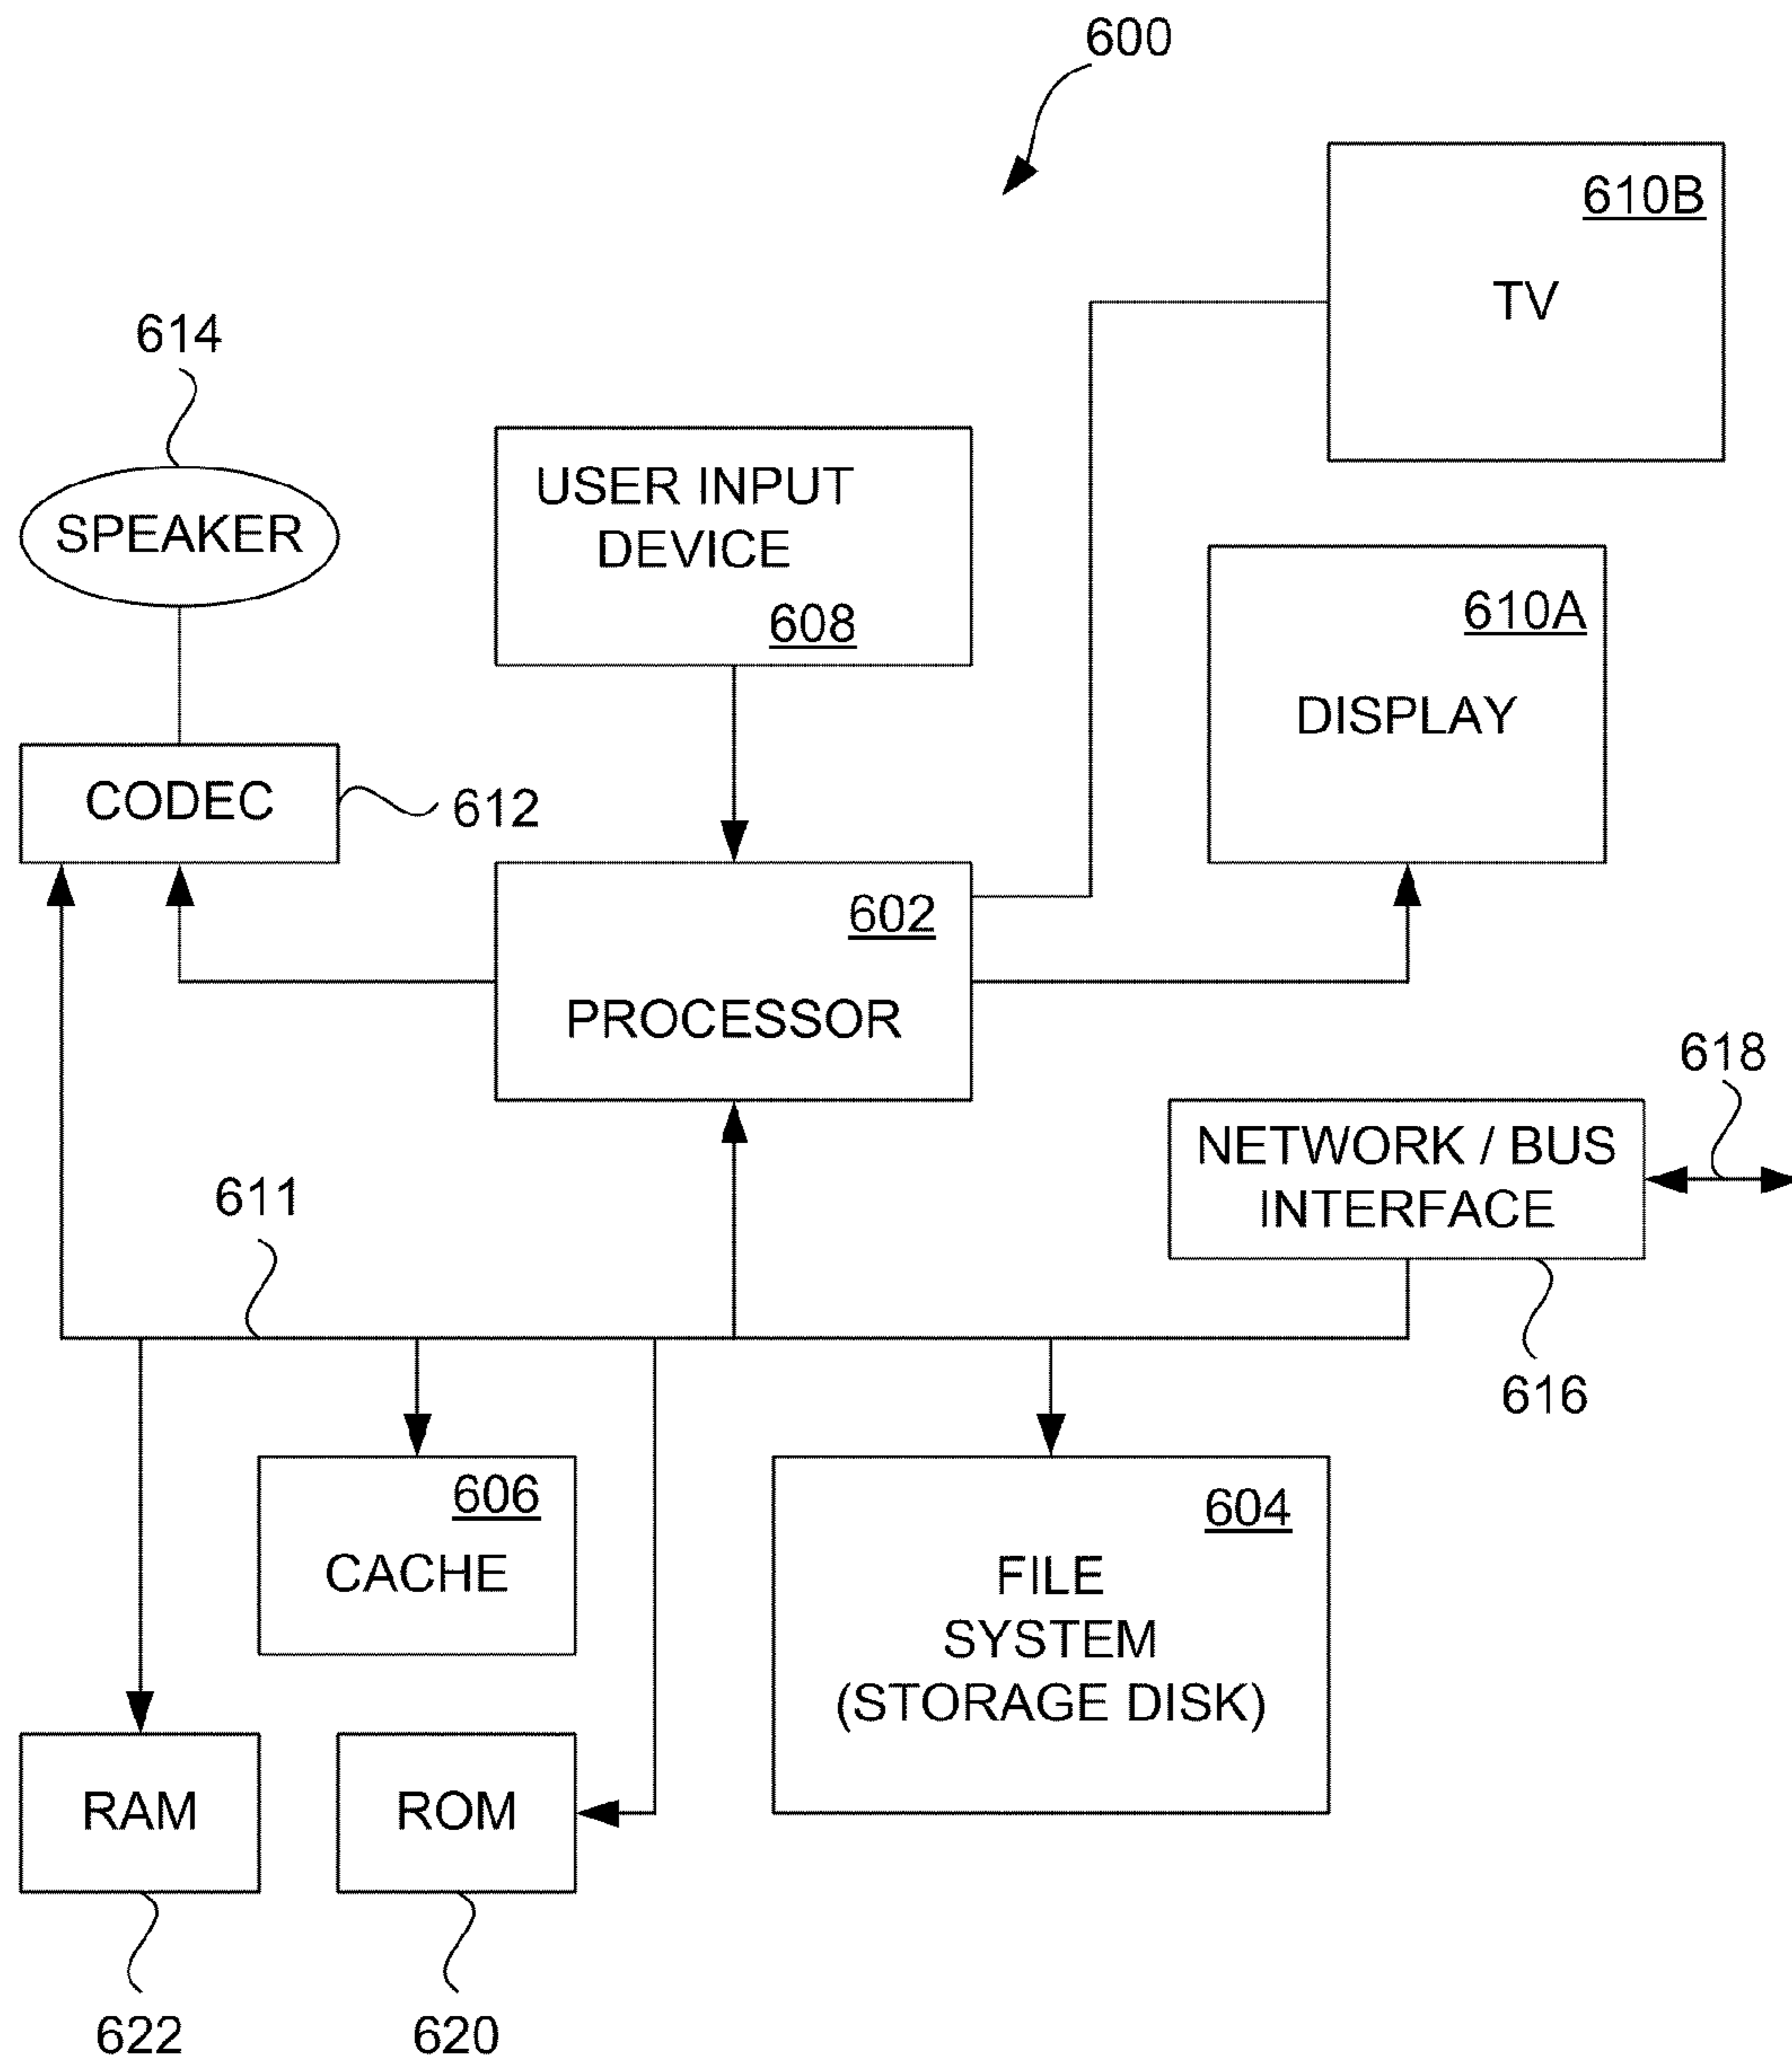 600
610B
TV
614
SPEAKER
USER INPUT
DEVICE
608
610A
DISPLAY
CODEC
612
602
PROCESSOR
618
NETWORK / BUS
INTERFACE
611
616
606
CACHE
604
FILE
SYSTEM
(STORAGE DISK)
RAM
ROM
622
620